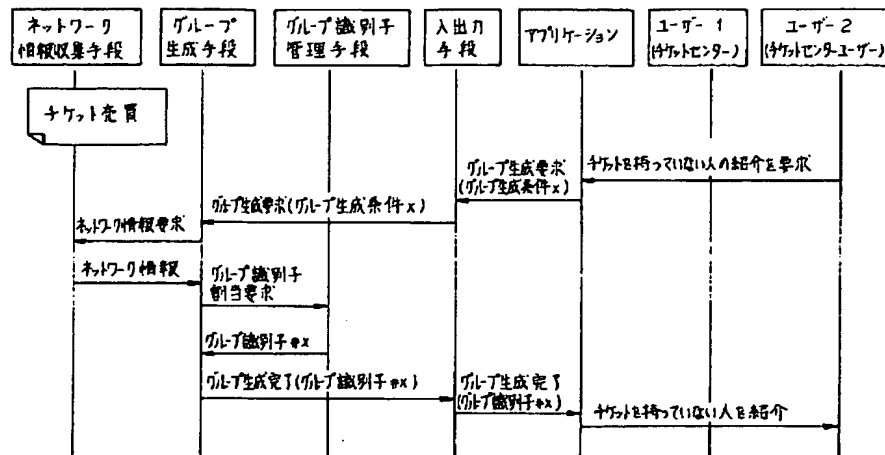 ネットワーク
情報収集手段
グループ
生成手段
グループ識別子
管理手段
入出力
手段
アプリケーション
ユーザー1
(チケットセンター)
ユーザー2
(チケットセンターユーザー)
チケット売買
チケットを持っていない人の紹介を要求
グループ生成要求
(グループ生成条件x)
グループ生成要求(グループ生成条件x)
ネットワーク情報要求
ネットワーク情報
グループ識別子
割当要求
グループ識別子#x
グループ生成完了(グループ識別子#x)
グループ生成完了
(グループ識別子#x)
チケットを持っていない人を紹介